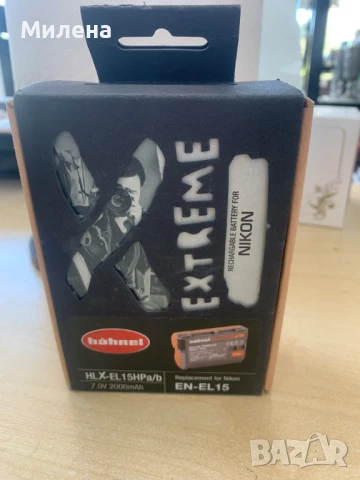 Милена
EXTREME
RECHARGEABLE BATTERY FOR
NIKON
hähnel
HLX-EL15HPa/b
7.0V 2000mAh
Replacement for Nikon
EN-EL15
BAZAR